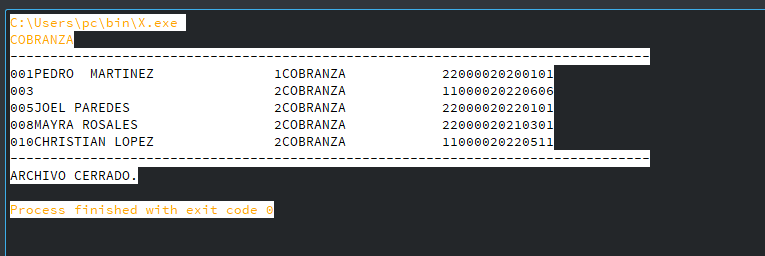 C:\Users\pc\bin\X.exe
COBRANZA
--------------------------------------------------------------------------------
001PEDRO  MARTINEZ               1COBRANZA            22000020200101
003                              2COBRANZA            11000020220606
005JOEL PAREDES                  2COBRANZA            22000020220101
008MAYRA ROSALES                 2COBRANZA            22000020210301
010CHRISTIAN LOPEZ               2COBRANZA            11000020220511
--------------------------------------------------------------------------------
ARCHIVO CERRADO.
Process finished with exit code 0